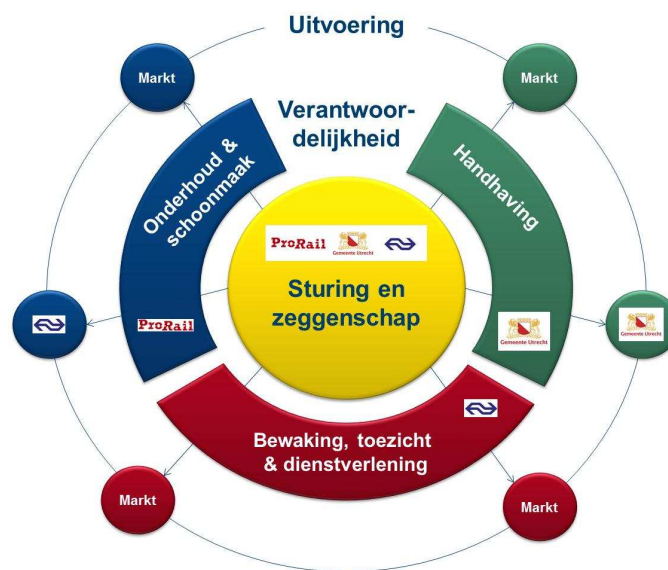 Uitvoering
Markt
Markt
Verantwoor-
delijkheid
Onderhoud &
schoonmaak
Handhaving
ProRail
Gemeente Utrecht
Sturing en
zeggenschap
ProRail
Gemeente Utrecht
Gemeente Utrecht
Bewaking, toezicht
& dienstverlening
Markt
Markt